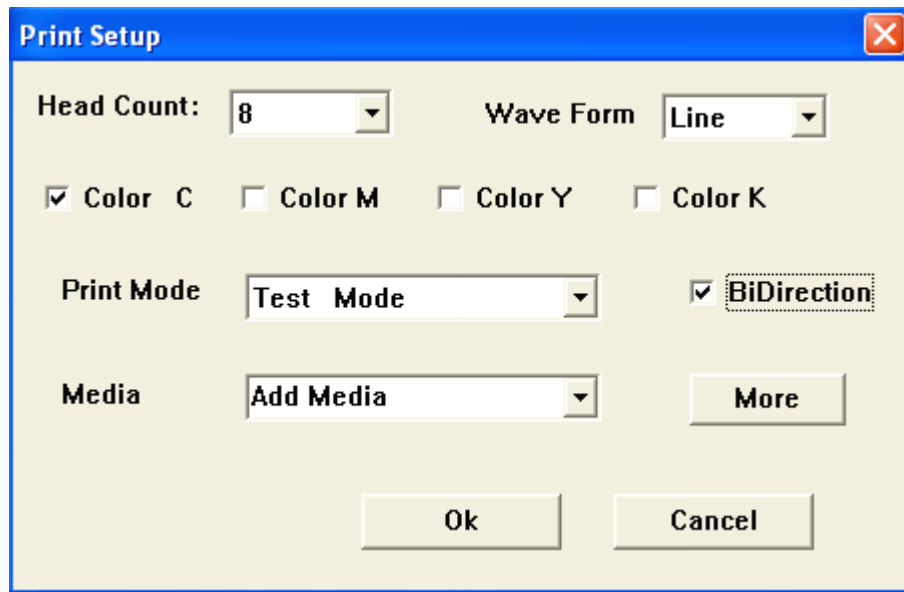 Print Setup
Head Count: 8 Wave Form Line
Color C Color M Color Y Color K
Print Mode Test Mode BiDirection
Media Add Media More
Ok Cancel